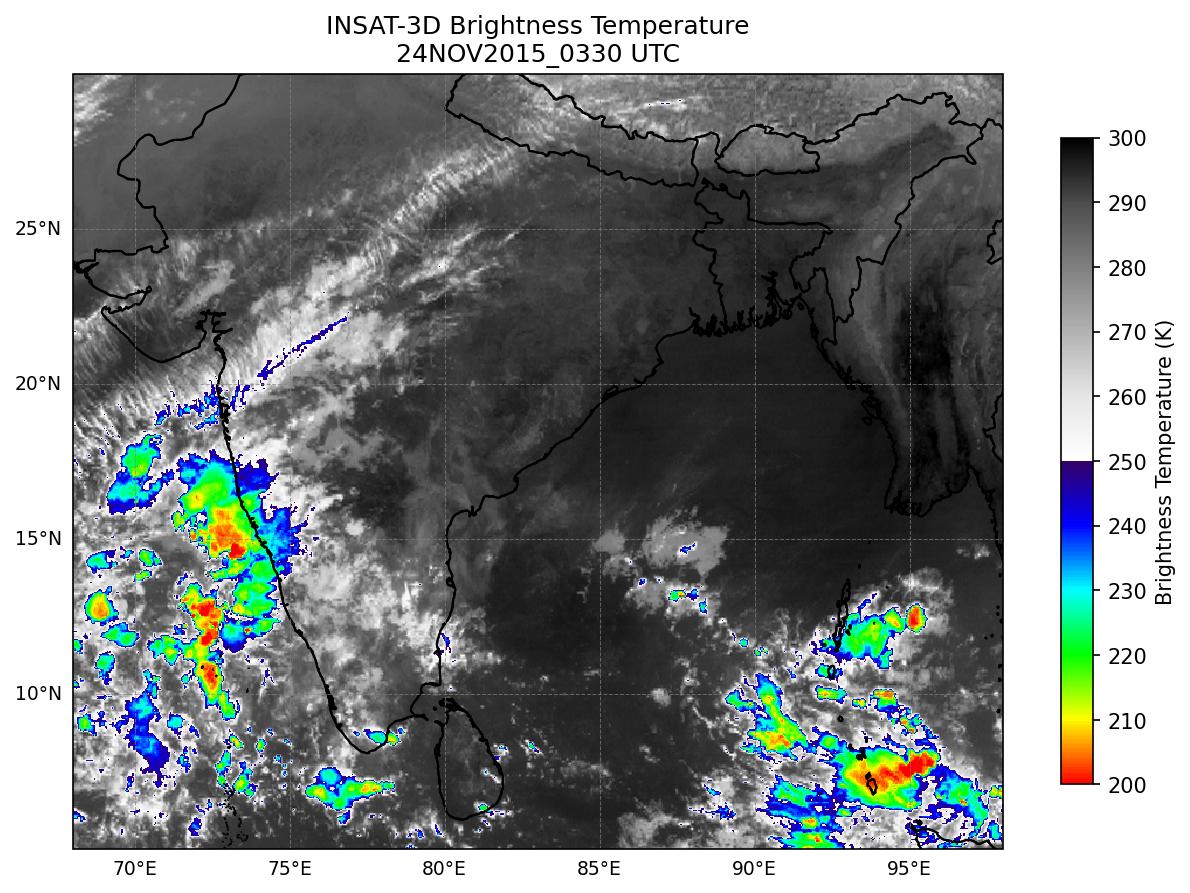 INSAT-3D Brightness Temperature
24NOV2015_0330 UTC
25°N
20°N
15°N
10°N
70°E
75°E
80°E
85°E
90°E
95°E
300
290
280
270
260
250
240
230
220
210
200
Brightness Temperature (K)